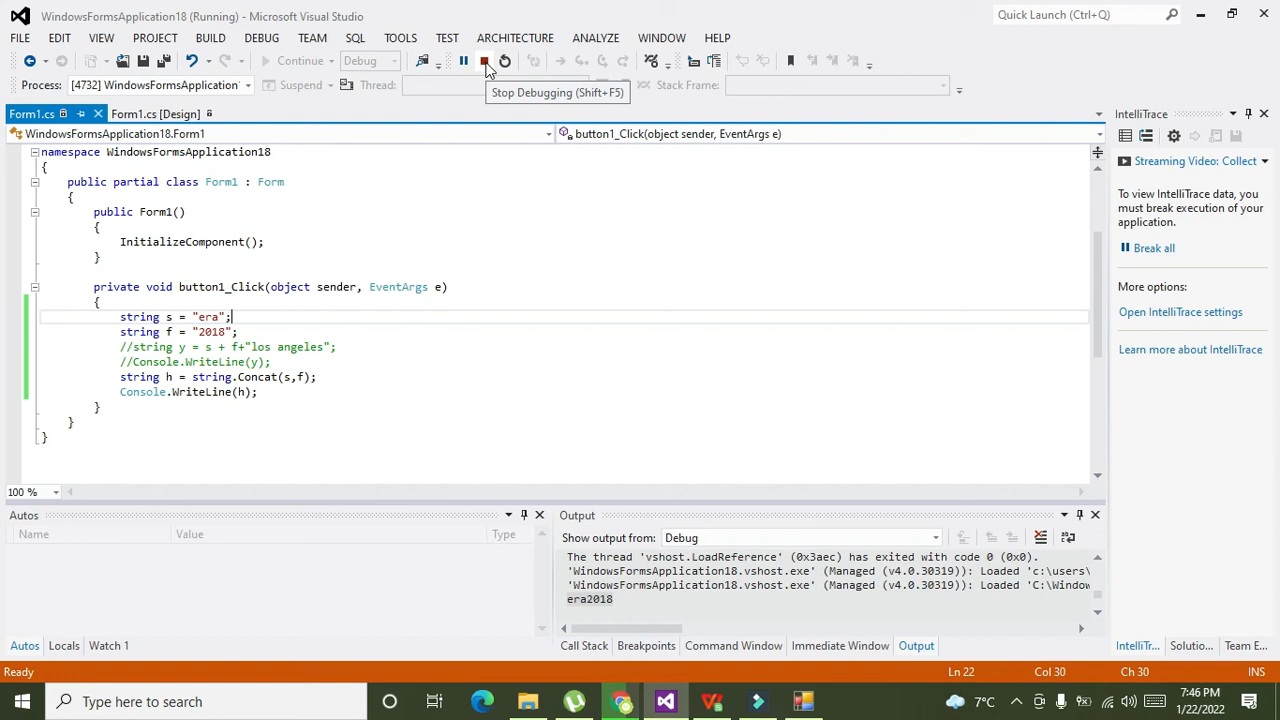 WindowsFormsApplication18 (Running) - Microsoft Visual Studio
Quick Launch (Ctrl+Q)
FILE EDIT VIEW PROJECT BUILD DEBUG TEAM SQL TOOLS TEST ARCHITECTURE ANALYZE WINDOW HELP
Continue Debug
Process: [4732] WindowsFormsApplication1 Suspend Thread: Stack Frame:
Stop Debugging (Shift+F5)
Form1.cs Form1.cs [Design]
WindowsFormsApplication18.Form1 button1_Click(object sender, EventArgs e)
namespace WindowsFormsApplication18
{
public partial class Form1 : Form
{
public Form1()
{
InitializeComponent();
}
private void button1_Click(object sender, EventArgs e)
{
string s = "era";
string f = "2018";
//string y = s + f+"los angeles";
//Console.WriteLine(y);
string h = string.Concat(s,f);
Console.WriteLine(h);
}
}
}
100 %
IntelliTrace
Streaming Video: Collect
To view IntelliTrace data, you
must break execution of your
application.
Break all
More options:
Open IntelliTrace settings
Learn more about IntelliTrace
Autos
Name Value Type
Output
Show output from: Debug
The thread 'vshost.LoadReference' (0x3aec) has exited with code 0 (0x0).
'WindowsFormsApplication18.vshost.exe' (Managed (v4.0.30319)): Loaded 'c:\users\
'WindowsFormsApplication18.vshost.exe' (Managed (v4.0.30319)): Loaded 'C:\Window
era2018
Autos Locals Watch 1
Call Stack Breakpoints Command Window Immediate Window Output
IntelliTr... Solutio... Team E...
Ready Ln 22 Col 30 Ch 30 INS
Type here to search
7°C
7:46 PM
1/22/2022